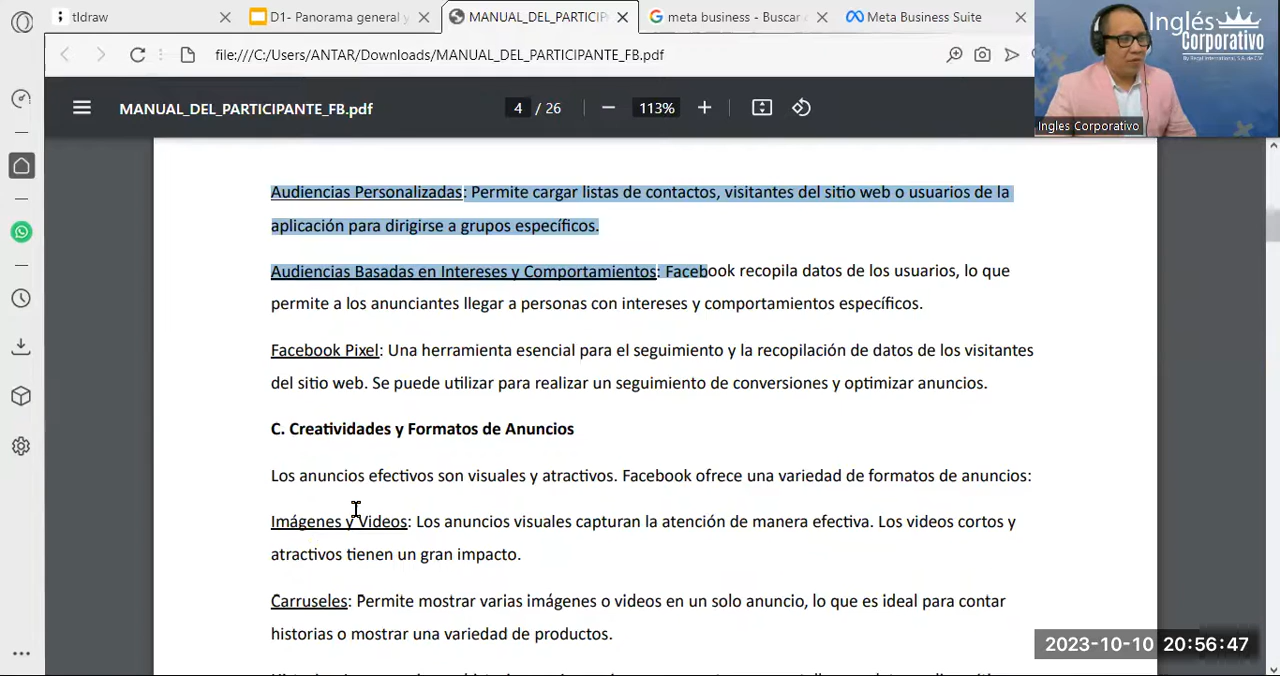 tldraw
D1- Panorama general y
MANUAL_DEL_PARTICIP
meta business - Buscar
Meta Business Suite
file:///C:/Users/ANTAR/Downloads/MANUAL_DEL_PARTICIPANTE_FB.pdf
MANUAL_DEL_PARTICIPANTE_FB.pdf
4 / 26
113%
Inglés
Corporativo
By Regal International, S.A. de C.V.
Ingles Corporativo
Audiencias Personalizadas: Permite cargar listas de contactos, visitantes del sitio web o usuarios de la
aplicación para dirigirse a grupos específicos.
Audiencias Basadas en Intereses y Comportamientos: Facebook recopila datos de los usuarios, lo que
permite a los anunciantes llegar a personas con intereses y comportamientos específicos.
Facebook Pixel: Una herramienta esencial para el seguimiento y la recopilación de datos de los visitantes
del sitio web. Se puede utilizar para realizar un seguimiento de conversiones y optimizar anuncios.
C. Creatividades y Formatos de Anuncios
Los anuncios efectivos son visuales y atractivos. Facebook ofrece una variedad de formatos de anuncios:
Imágenes y Videos: Los anuncios visuales capturan la atención de manera efectiva. Los videos cortos y
atractivos tienen un gran impacto.
Carruseles: Permite mostrar varias imágenes o videos en un solo anuncio, lo que es ideal para contar
historias o mostrar una variedad de productos.
2023-10-10 20:56:47